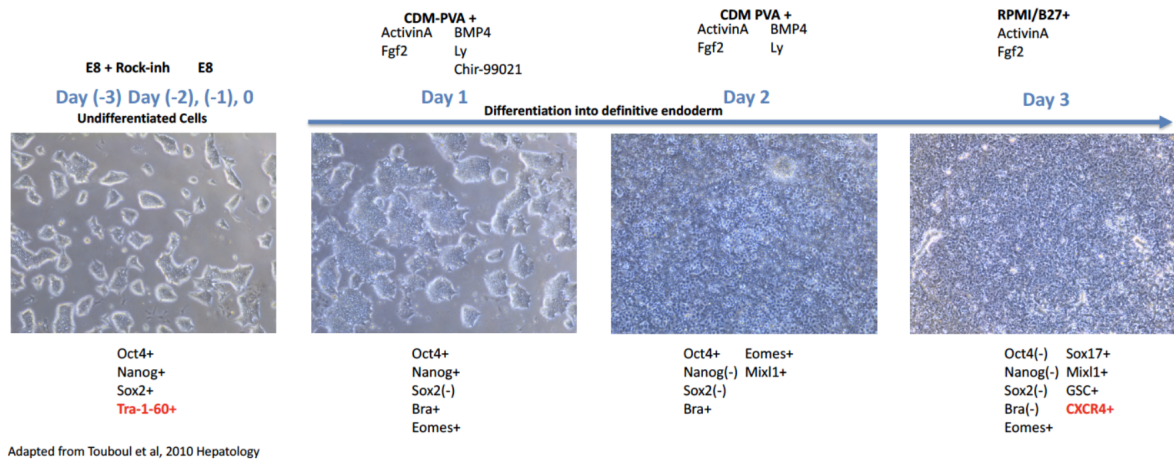 CDM-PVA +
ActivinA BMP4
Fgf2 Ly
Chir-99021
CDM PVA +
ActivinA BMP4
Fgf2 Ly
RPMI/B27+
ActivinA
Fgf2
E8 + Rock-inh E8
Day (-3) Day (-2), (-1), 0
Undifferentiated Cells
Day 1
Day 2
Day 3
Differentiation into definitive endoderm
Oct4+
Nanog+
Sox2+
Tra-1-60+
Oct4+
Nanog+
Sox2(-)
Bra+
Eomes+
Oct4+ Eomes+
Nanog(-) Mixl1+
Sox2(-)
Bra+
Oct4(-) Sox17+
Nanog(-) Mixl1+
Sox2(-) GSC+
Bra(-) CXCR4+
Eomes+
Adapted from Touboul et al, 2010 Hepatology